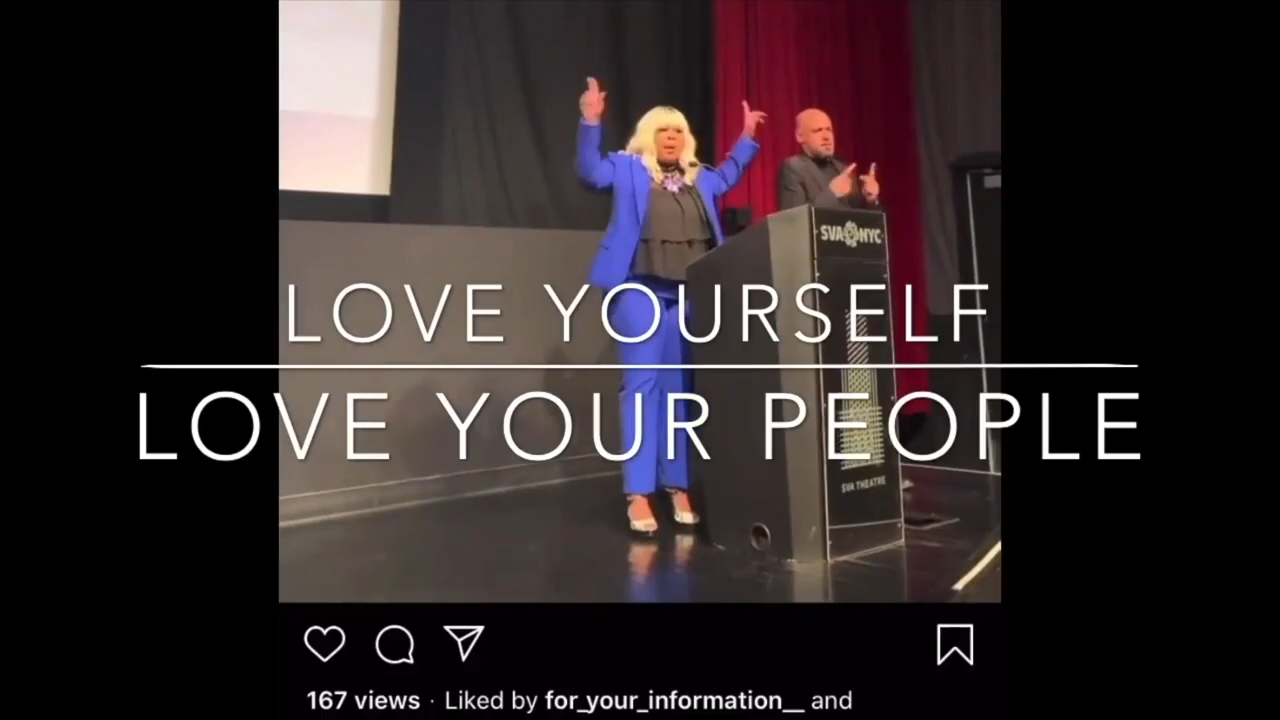 SVA NYC
LOVE YOURSELF
LOVE YOUR PEOPLE
SVA THEATRE
167 views · Liked by for_your_information__ and